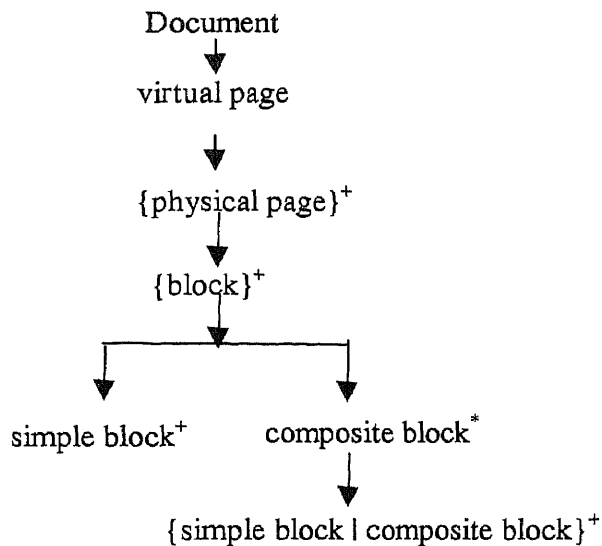 Document
virtual page
{physical page}+
{block}+
simple block+ composite block*
{simple block | composite block}+